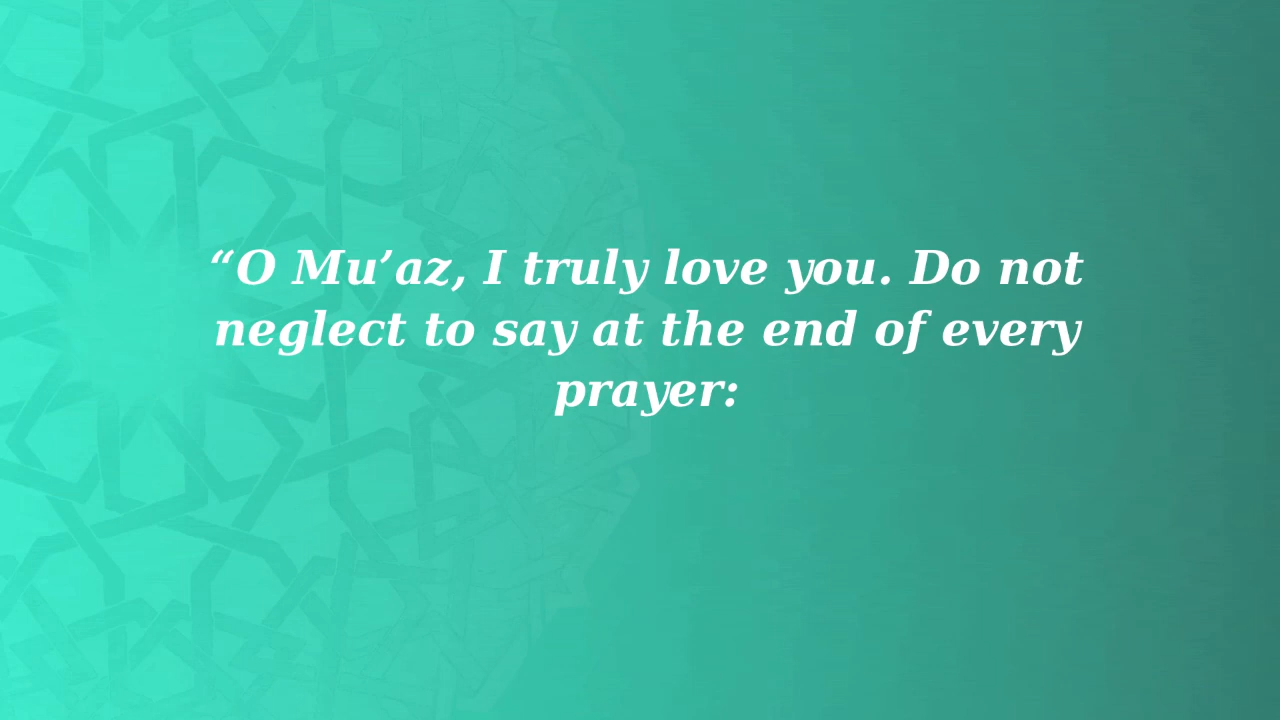 “O Mu’az, I truly love you. Do not
neglect to say at the end of every
prayer: